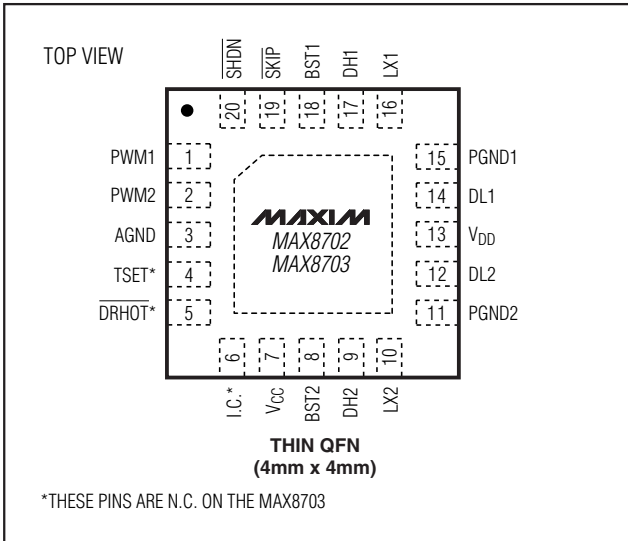 TOP VIEW
SHDN
SKIP
BST1
DH1
LX1
20
19
18
17
16
PWM1 1
PWM2 2
AGND 3
TSET* 4
DRHOT* 5
15 PGND1
14 DL1
13 VDD
12 DL2
11 PGND2
MAXIM
MAX8702
MAX8703
6
7
8
9
10
I.C.*
VCC
BST2
DH2
LX2
THIN QFN
(4mm x 4mm)
*THESE PINS ARE N.C. ON THE MAX8703